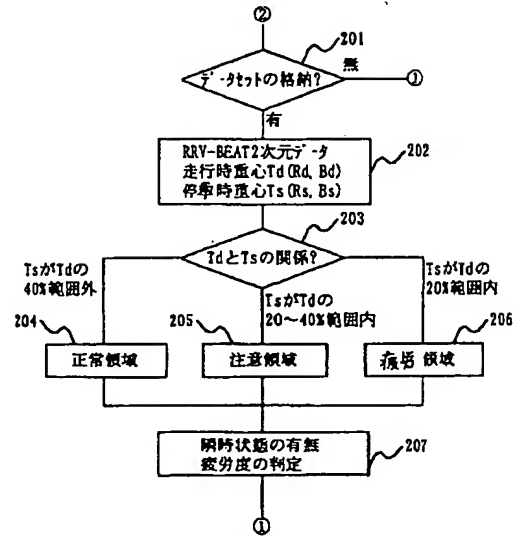 ②
201
データセットの格納?
無
①
有
RRV-BEAT2次元データ
走行時重心Td(Rd, Bd)
停車時重心Ts(Rs, Bs)
202
203
TdとTsの関係?
TsがTdの
40%範囲外
TsがTdの
20～40%範囲内
TsがTdの
20%範囲内
204
正常領域
205
注意領域
206
疲労領域
瞬時状態の有無
疲労度の判定
207
①